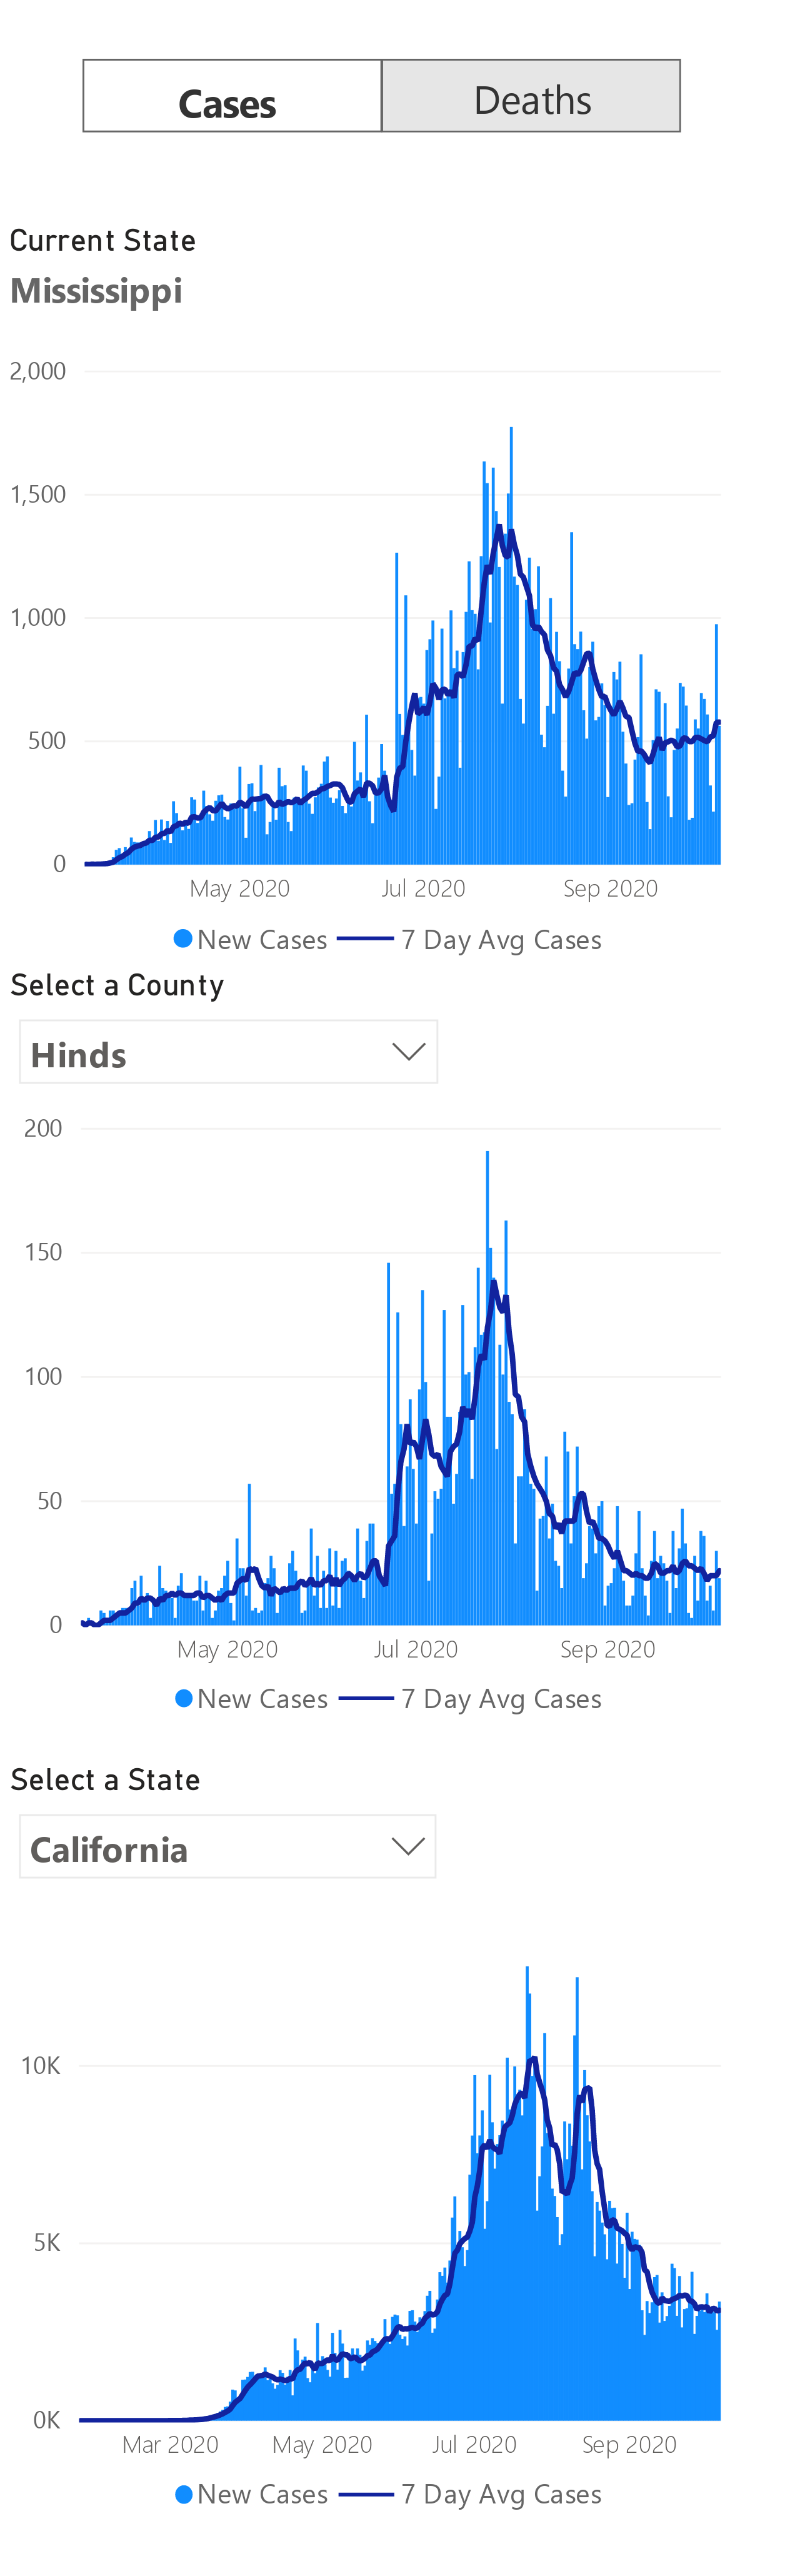 Cases Deaths
Current State
Mississippi
2,000
1,500
1,000
500
0
May 2020 Jul 2020 Sep 2020
New Cases 7 Day Avg Cases
Select a County
Hinds
200
150
100
50
0
May 2020 Jul 2020 Sep 2020
New Cases 7 Day Avg Cases
Select a State
California
10K
5K
0K
Mar 2020 May 2020 Jul 2020 Sep 2020
New Cases 7 Day Avg Cases